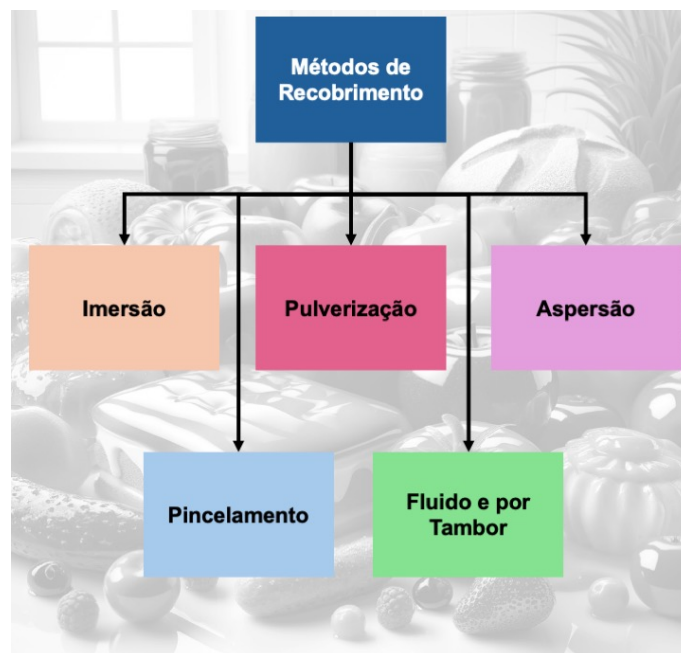 Métodos de
Recobrimento
Imersão
Pulverização
Aspersão
Pincelamento
Fluido e por
Tambor